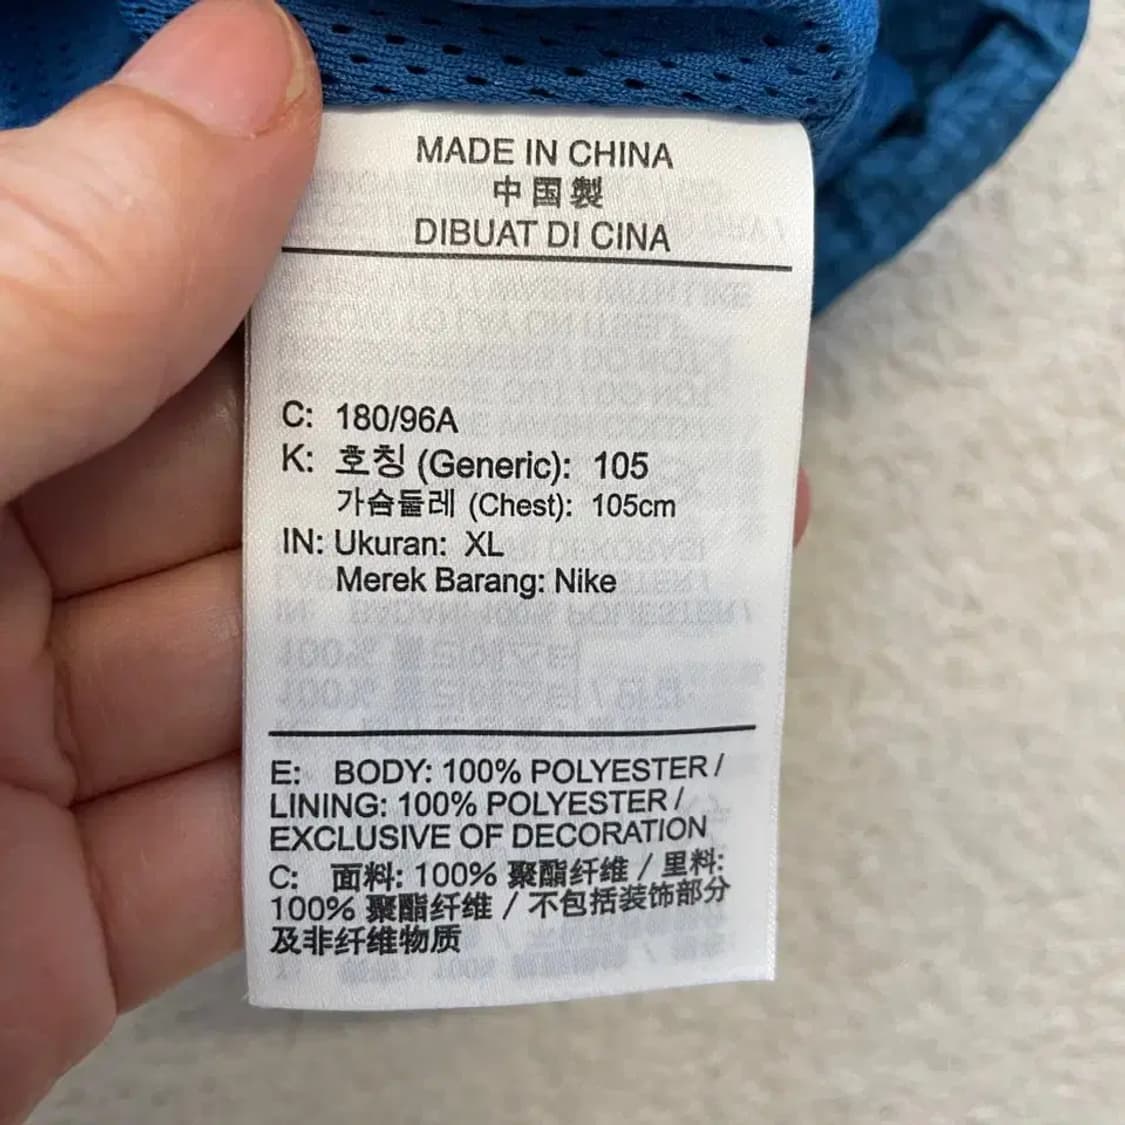 MADE IN CHINA
中国製
DIBUAT DI CINA
C: 180/96A
K: 호칭 (Generic): 105
가슴둘레 (Chest): 105cm
IN: Ukuran: XL
Merek Barang: Nike
E: BODY: 100% POLYESTER /
LINING: 100% POLYESTER /
EXCLUSIVE OF DECORATION
C: 面料: 100% 聚酯纤维 / 里料:
100% 聚酯纤维 / 不包括装饰部分
及非纤维物质